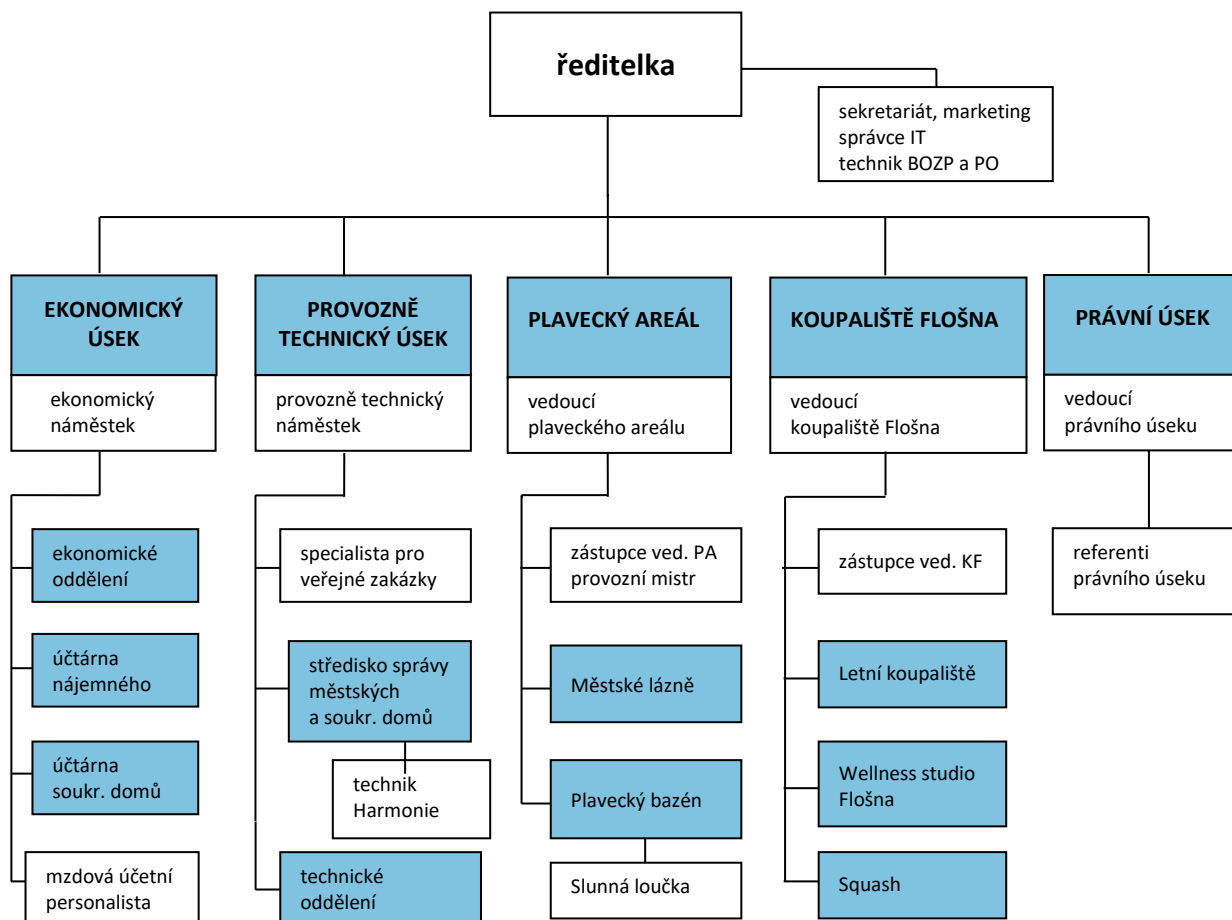 ředitelka
sekretariát, marketing
správce IT
technik BOZP a PO
EKONOMICKÝ
ÚSEK
ekonomický
náměstek
ekonomické
oddělení
účtárna
nájemného
účtárna
soukr. domů
mzdová účetní
personalista
PROVOZNĚ
TECHNICKÝ ÚSEK
provozně technický
náměstek
specialista pro
veřejné zakázky
středisko správy
městských
a soukr. domů
technik
Harmonie
technické
oddělení
PLAVECKÝ AREÁL
vedoucí
plaveckého areálu
zástupce ved. PA
provozní mistr
Městské lázně
Plavecký bazén
Slunná loučka
KOUPALIŠTĚ FLOŠNA
vedoucí
koupaliště Flošna
zástupce ved. KF
Letní koupaliště
Wellness studio
Flošna
Squash
PRÁVNÍ ÚSEK
vedoucí
právního úseku
referenti
právního úseku